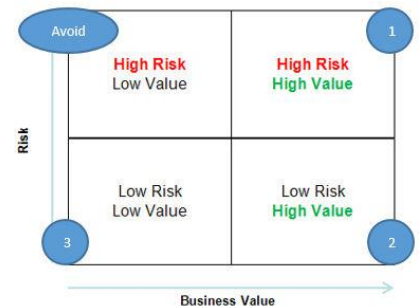 Avoid
1
High Risk
Low Value
High Risk
High Value
Risk
Low Risk
Low Value
Low Risk
High Value
3
2
Business Value